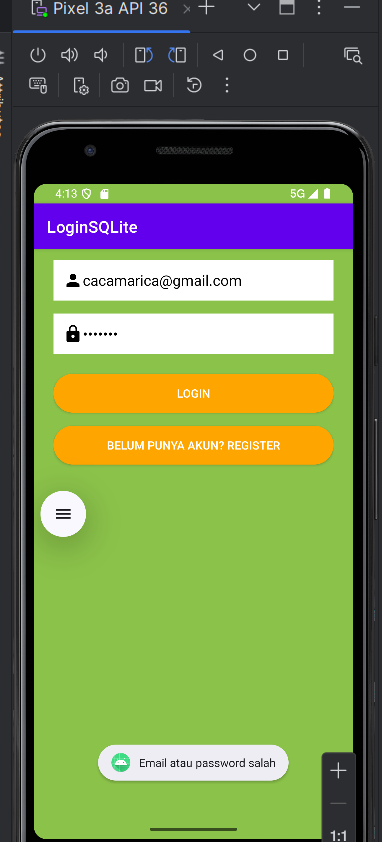 Pixel 3a API 36
4:13
5G
LoginSQLite
cacamarica@gmail.com
•••••••
LOGIN
BELUM PUNYA AKUN? REGISTER
Email atau password salah
1:1